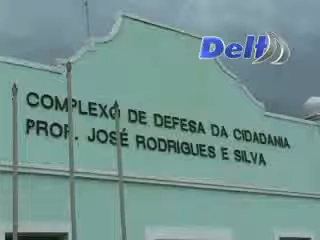 Delt
COMPLEXO DE DEFESA DA CIDADANIA
PROF. JOSÉ RODRIGUES E SILVA